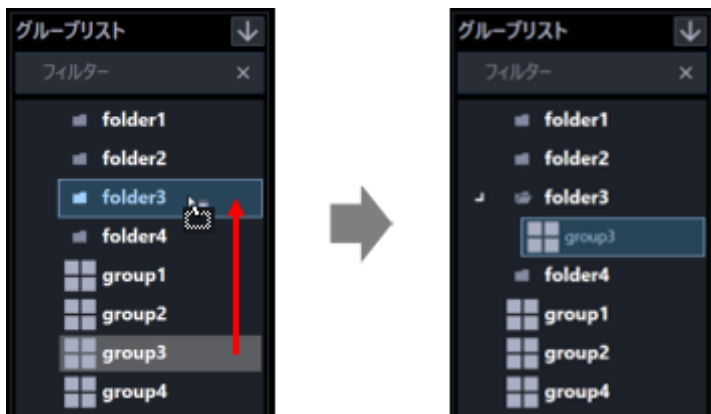 グループリスト
フィルター
folder1
folder2
folder3
folder4
group1
group2
group3
group4
グループリスト
フィルター
folder1
folder2
folder3
group3
folder4
group1
group2
group4